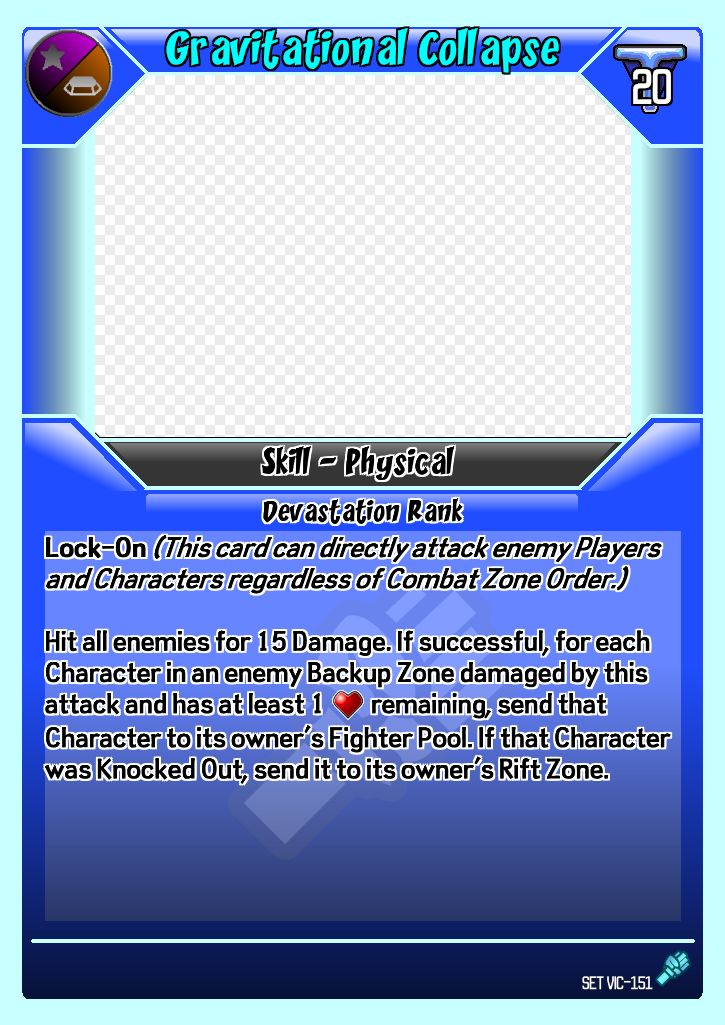 Gravitational Collapse
20
Skill - Physical
Devastation Rank
Lock-On (This card can directly attack enemy Players
and Characters regardless of Combat Zone Order.)
Hit all enemies for 15 Damage. If successful, for each
Character in an enemy Backup Zone damaged by this
attack and has at least 1 remaining, send that
Character to its owner's Fighter Pool. If that Character
was Knocked Out, send it to its owner's Rift Zone.
SET VIC-151